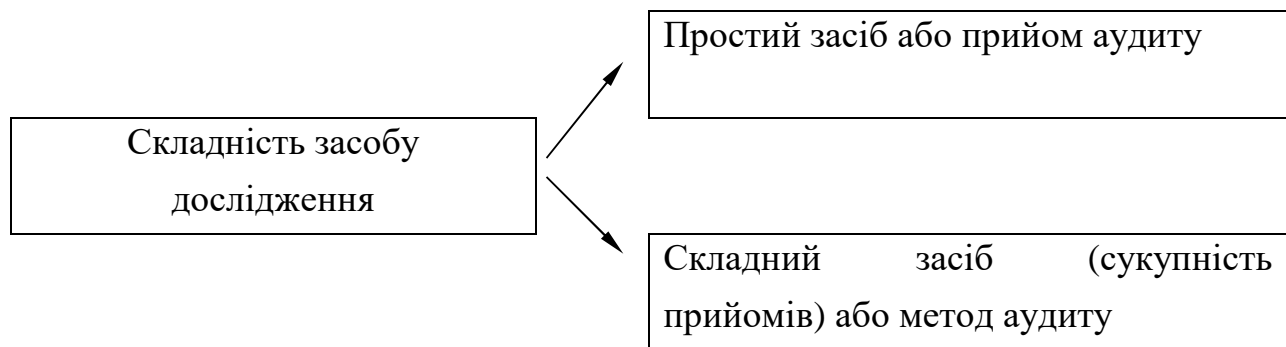 Простий засіб або прийом аудиту
Складність засобу
дослідження
Складний засіб (сукупність
прийомів) або метод аудиту